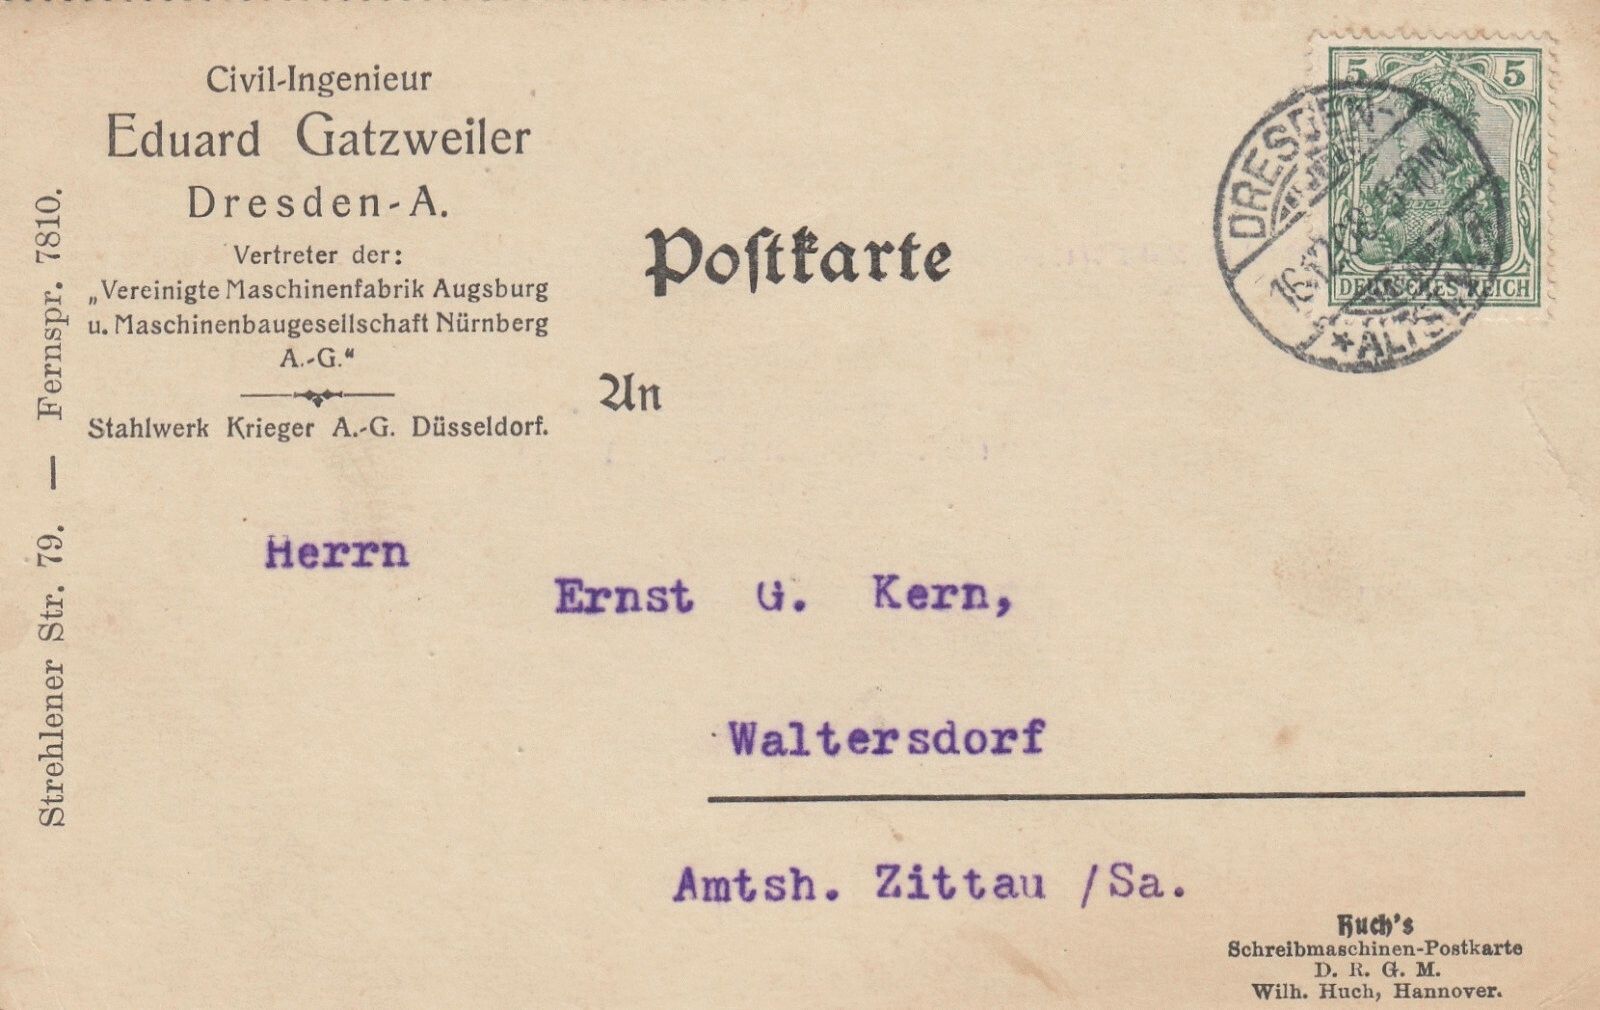 Civil-Ingenieur
Eduard Gatzweiler
Dresden-A.
Vertreter der:
„Vereinigte Maschinenfabrik Augsburg
u. Maschinenbaugesellschaft Nürnberg
A.-G."
Stahlwerk Krieger A.-G. Düsseldorf.
Strehlener Str. 79. — Fernspr. 7810.
Poſtkarte
An
5 5
DEUTSCHES REICH
DRESDEN-
* ALTST.
Herrn
Ernst G. Kern,
Waltersdorf
Amtsh. Zittau /Sa.
Huch's
Schreibmaschinen-Postkarte
D. R. G. M.
Wilh. Huch, Hannover.